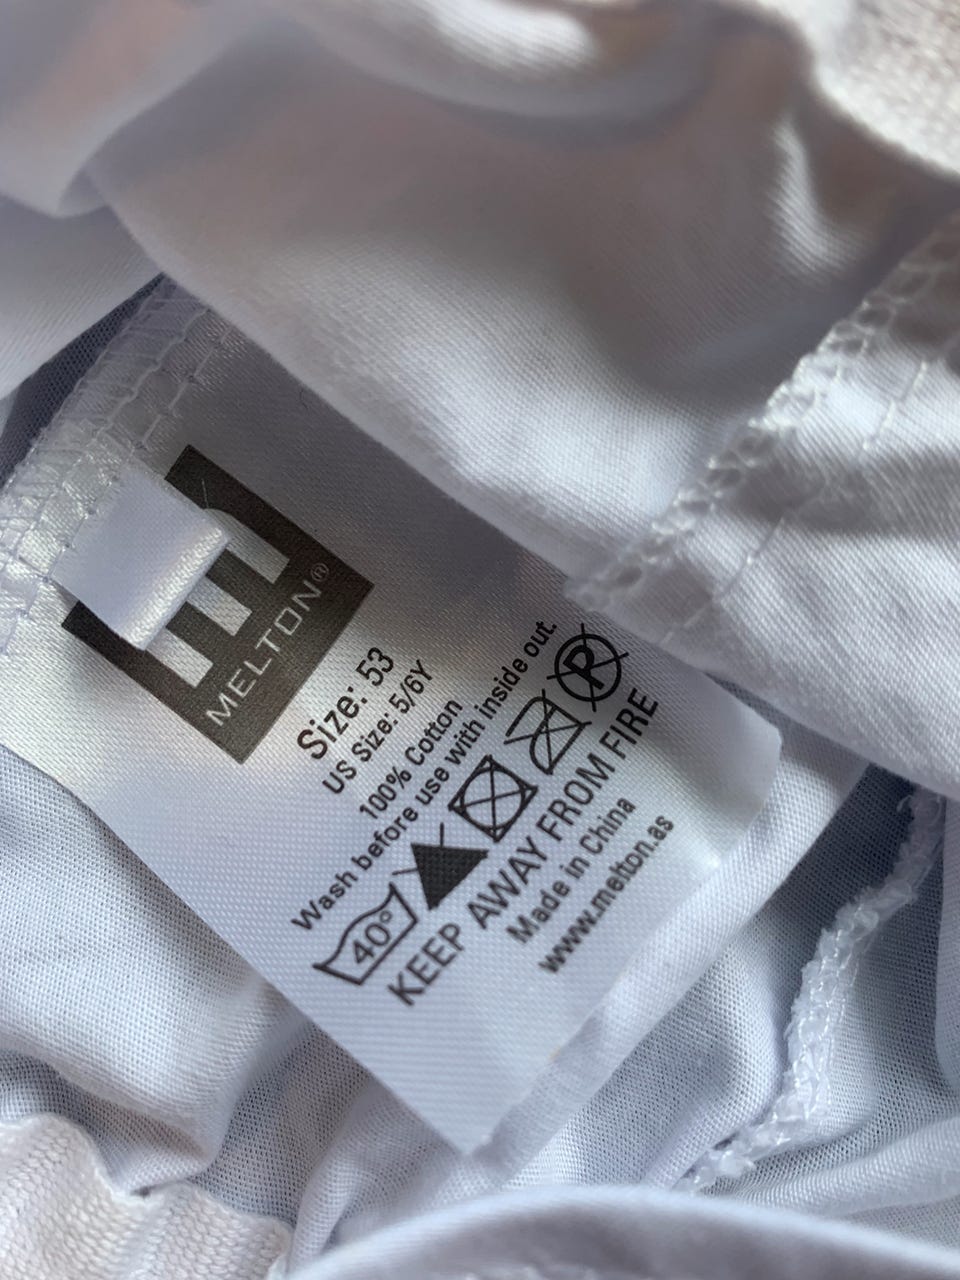 MELTON®
Size: 53
US Size: 5/6Y
100% Cotton
Wash before use with inside out.
40° P
KEEP AWAY FROM FIRE
Made in China
www.melton.as